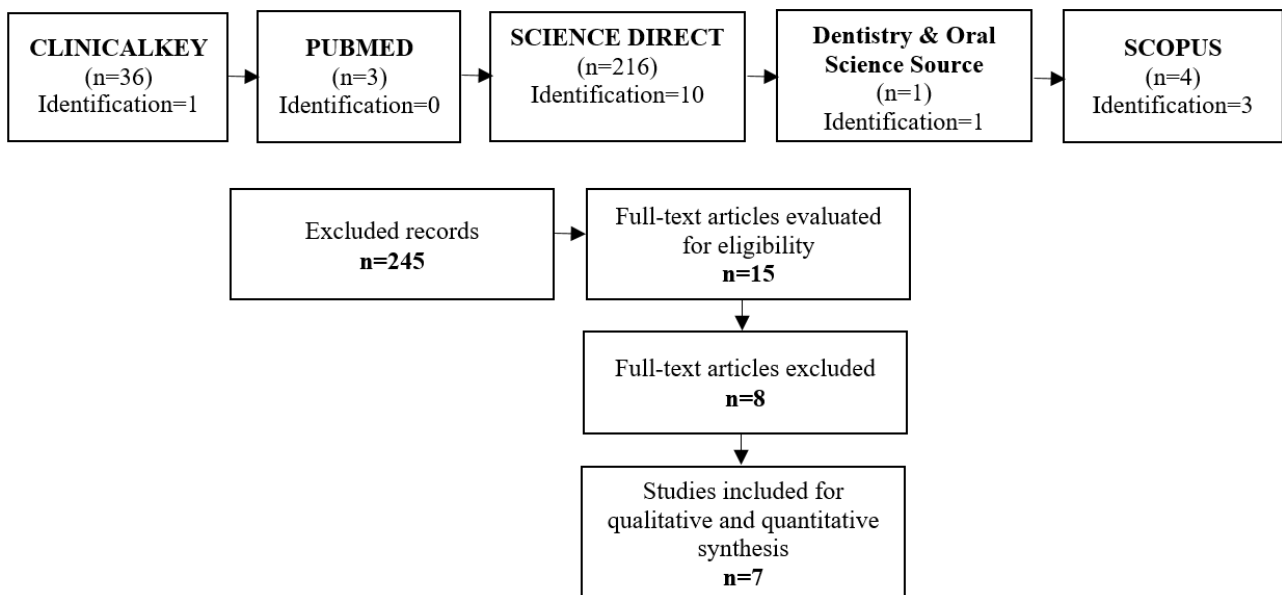 CLINICALKEY
(n=36)
Identification=1
PUBMED
(n=3)
Identification=0
SCIENCE DIRECT
(n=216)
Identification=10
Dentistry & Oral
Science Source
(n=1)
Identification=1
SCOPUS
(n=4)
Identification=3
Excluded records
n=245
Full-text articles evaluated
for eligibility
n=15
Full-text articles excluded
n=8
Studies included for
qualitative and quantitative
synthesis
n=7